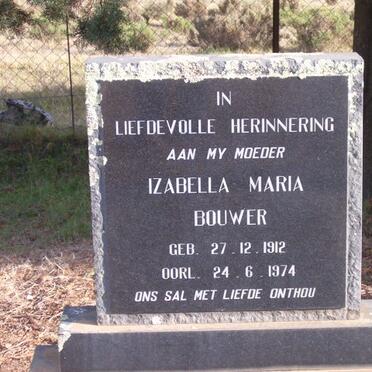 IN
LIEFDEVOLLE HERINNERING
AAN MY MOEDER
IZABELLA MARIA
BOUWER
GEB. 27.12.1912
OORL. 24.6.1974
ONS SAL MET LIEFDE ONTHOU